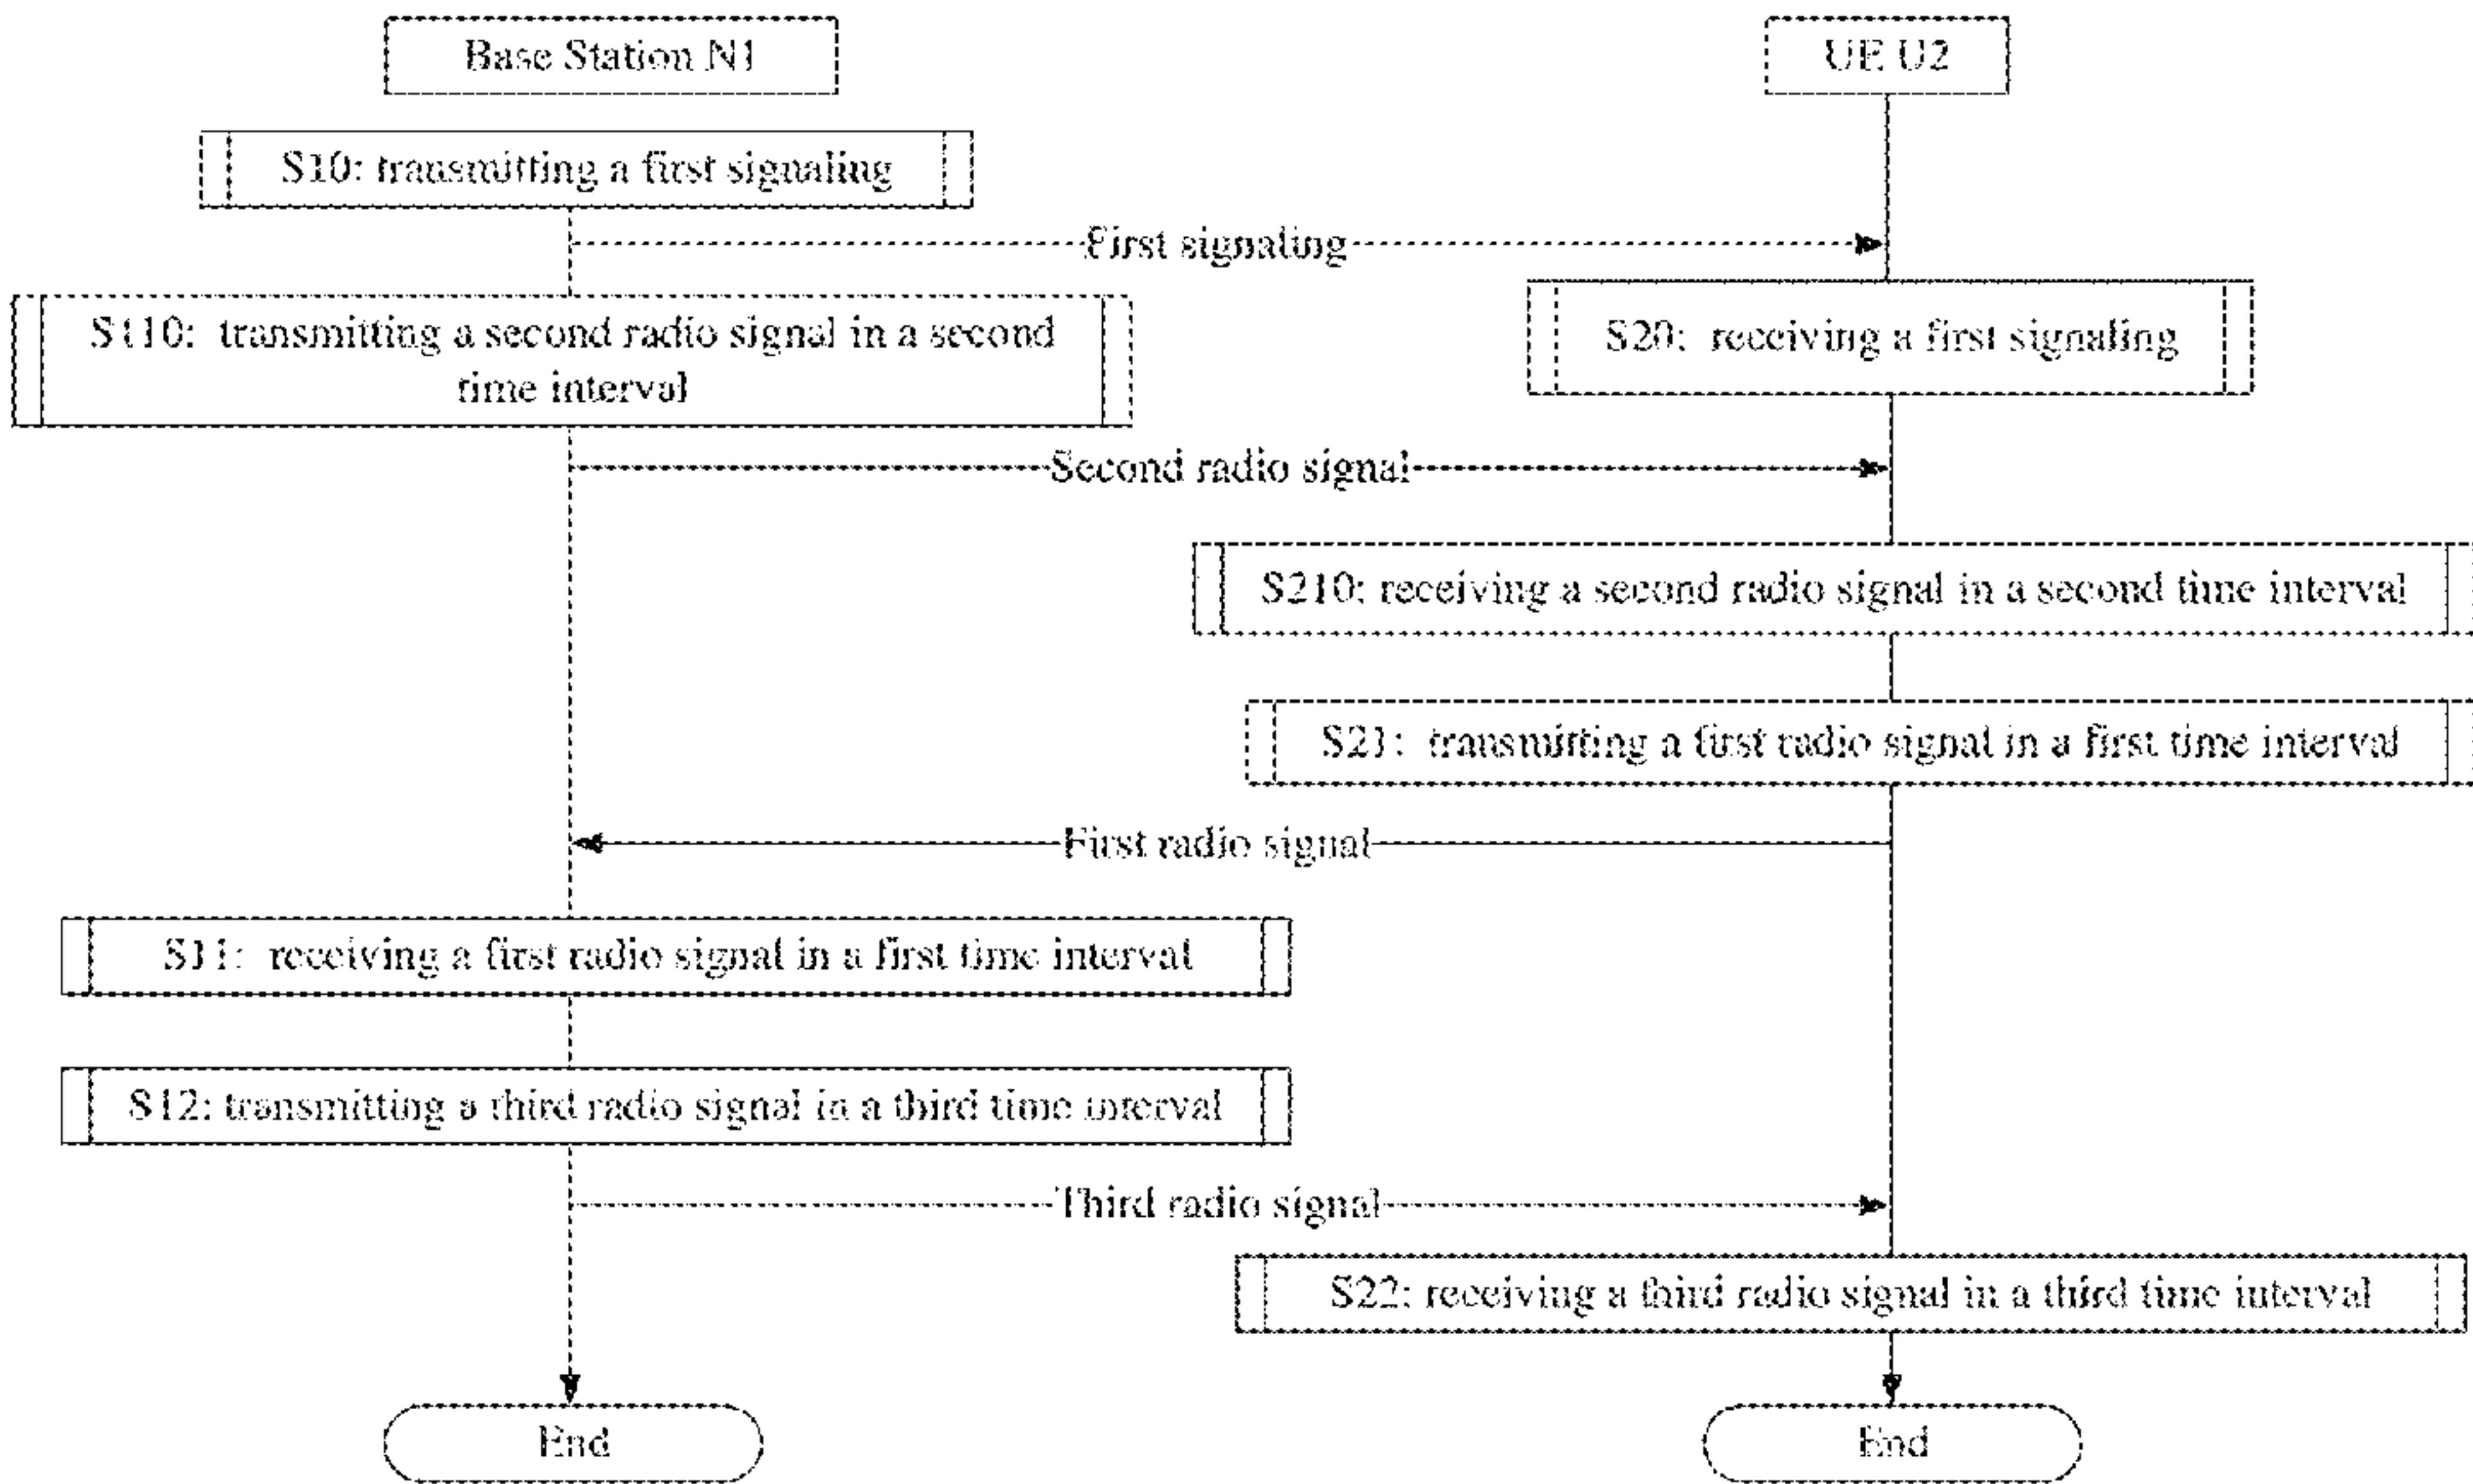 Base Station N1
UE U2
S10: transmitting a first signaling
First signaling
S110: transmitting a second radio signal in a second
time interval
S20: receiving a first signaling
Second radio signal
S210: receiving a second radio signal in a second time interval
S21: transmitting a first radio signal in a first time interval
First radio signal
S11: receiving a first radio signal in a first time interval
S12: transmitting a third radio signal in a third time interval
Third radio signal
S22: receiving a third radio signal in a third time interval
End
End